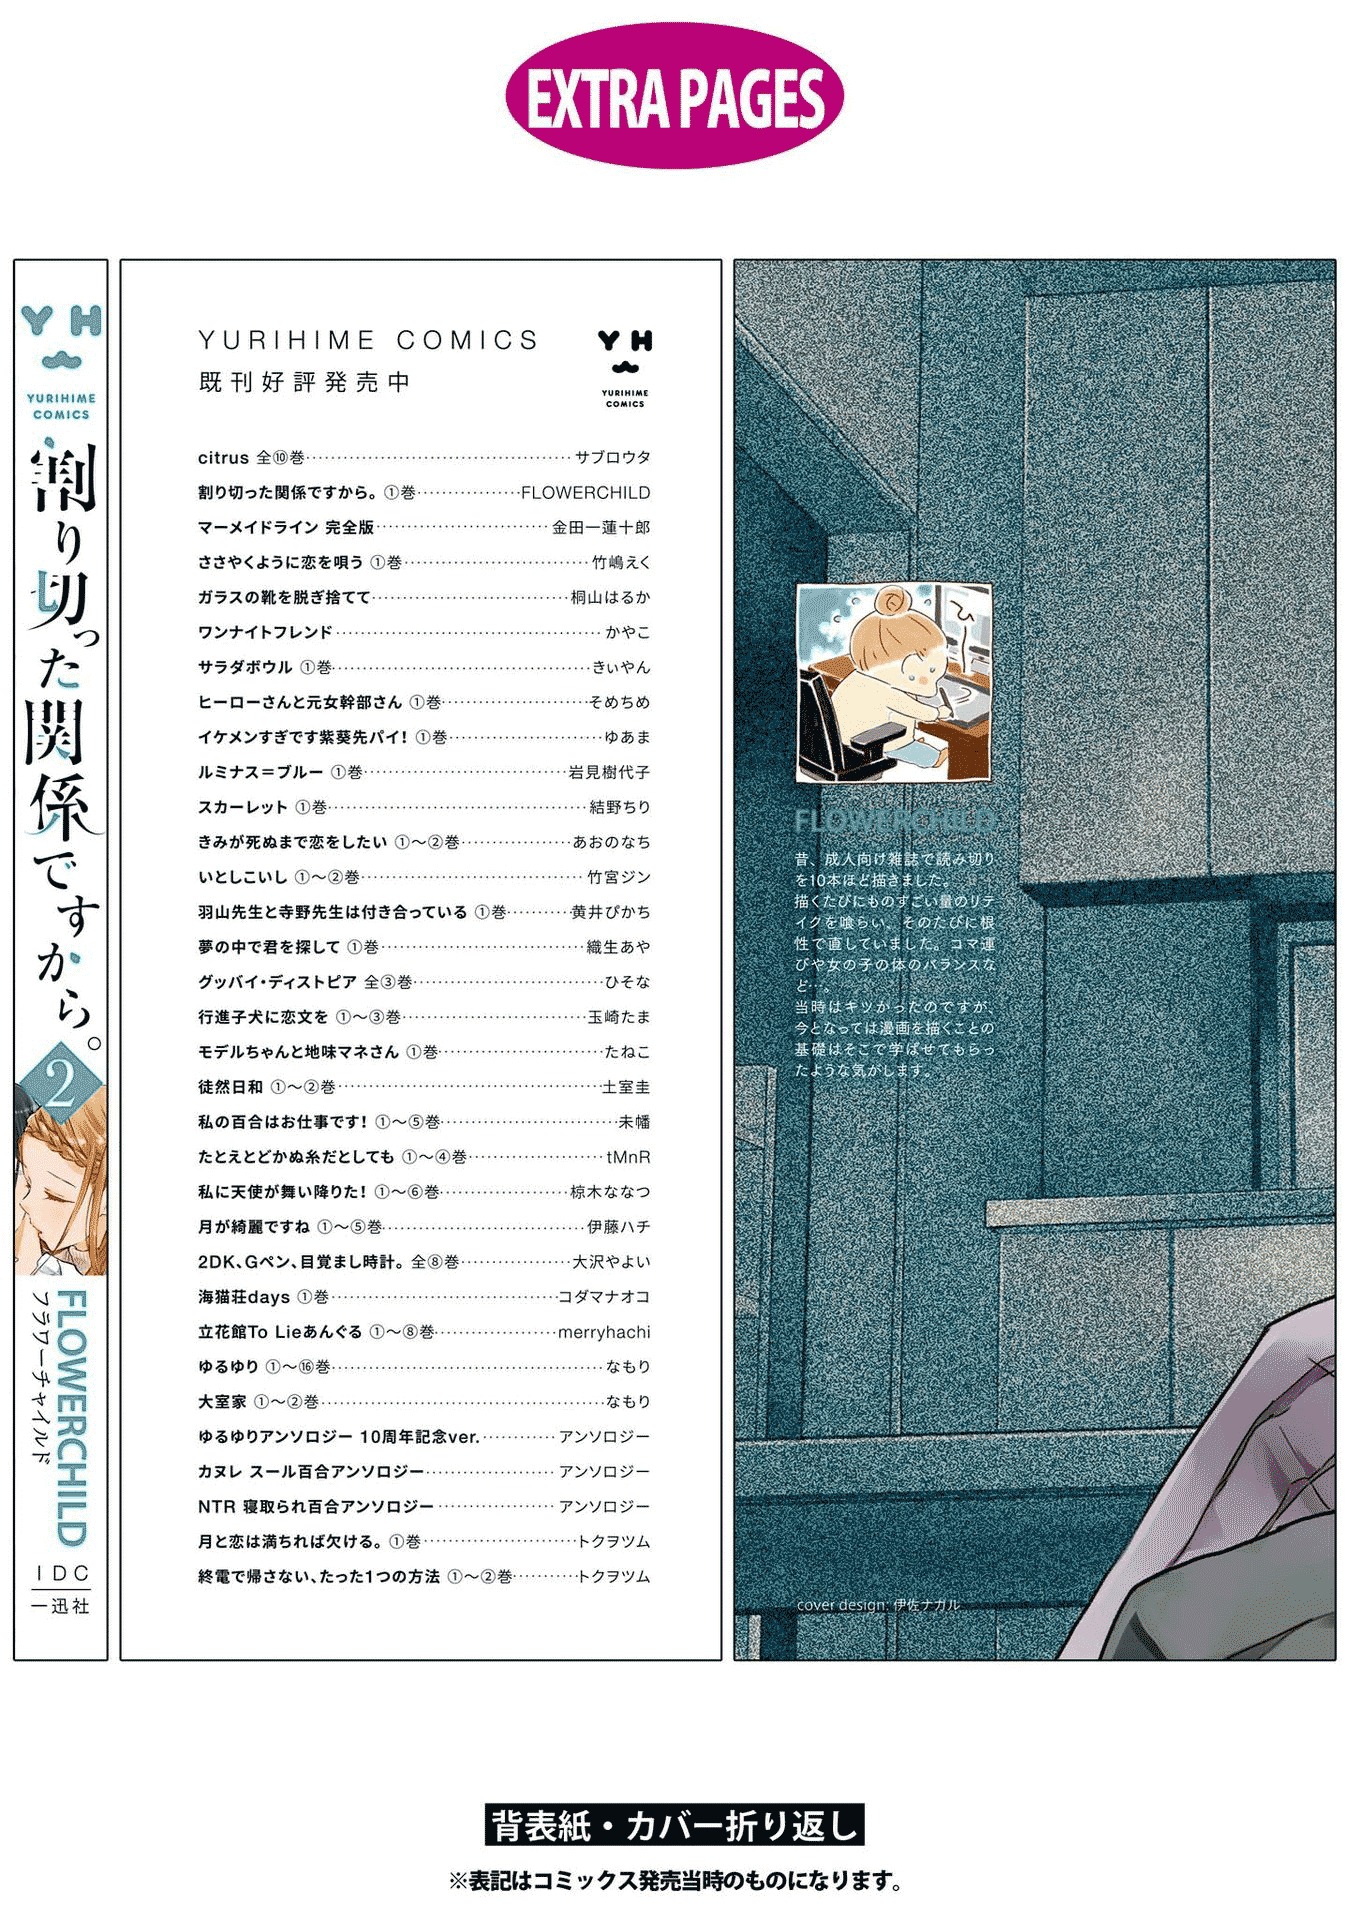 EXTRA PAGES
Y H
YURIHIME
COMICS
割り切った関係ですから。
2
FLOWERCHILD
フラワーチャイルド
IDC
一迅社
YURIHIME COMICS
既刊好評発売中
Y H
YURIHIME
COMICS
citrus 全⑩巻……………………………………サブロウタ
割り切った関係ですから。①巻………………FLOWERCHILD
マーメイドライン 完全版………………………金田一蓮十郎
ささやくように恋を唄う ①巻…………………………竹嶋えく
ガラスの靴を脱ぎ捨てて…………………………桐山はるか
ワンナイトフレンド……………………………………かやこ
サラダボウル ①巻……………………………………きぃやん
ヒーローさんと元女幹部さん ①巻……………………そめちめ
イケメンすぎです紫葵先パイ! ①巻……………………ゆあま
ルミナス=ブルー ①巻……………………………岩見樹代子
スカーレット ①巻……………………………………結野ちり
きみが死ぬまで恋をしたい ①〜②巻………………あおのなち
いとしこいし ①〜②巻………………………………竹宮ジン
羽山先生と寺野先生は付き合っている ①巻…………黄井ぴかち
夢の中で君を探して ①巻……………………………織生あや
グッバイ・ディストピア 全③巻…………………………ひそな
行進子犬に恋文を ①〜③巻…………………………玉崎たま
モデルちゃんと地味マネさん ①巻………………………たねこ
徒然日和 ①〜②巻……………………………………土室圭
私の百合はお仕事です! ①〜⑤巻………………………未幡
たとえとどかぬ糸だとしても ①〜④巻…………………tMnR
私に天使が舞い降りた! ①〜⑥巻…………………椋木ななつ
月が綺麗ですね ①〜⑤巻……………………………伊藤ハチ
2DK、Gペン、目覚まし時計。全⑧巻………………大沢やよい
海猫荘days ①巻………………………………コダマナオコ
立花館To Lieあんぐる ①〜⑧巻…………………merryhachi
ゆるゆり ①〜⑯巻……………………………………なもり
大室家 ①〜②巻………………………………………なもり
ゆるゆりアンソロジー 10周年記念ver.…………アンソロジー
カヌレ スール百合アンソロジー…………………アンソロジー
NTR 寝取られ百合アンソロジー…………………アンソロジー
月と恋は満ちれば欠ける。①巻……………………トクヲツム
終電で帰さない、たった1つの方法 ①〜②巻…………トクヲツム
ひ〜
FLOWERCHILD
昔、成人向け雑誌で読み切り
を10本ほど描きました。
描くたびにものすごい量のリテ
イクを喰らい、そのたびに根
性で直していました。コマ運
びや女の子の体のバランスな
ど…。
当時はキツかったのですが、
今となっては漫画を描くことの
基礎はそこで学ばせてもらっ
たような気がします。
cover design: 伊佐ナガル
背表紙・カバー折り返し
※表記はコミックス発売当時のものになります。